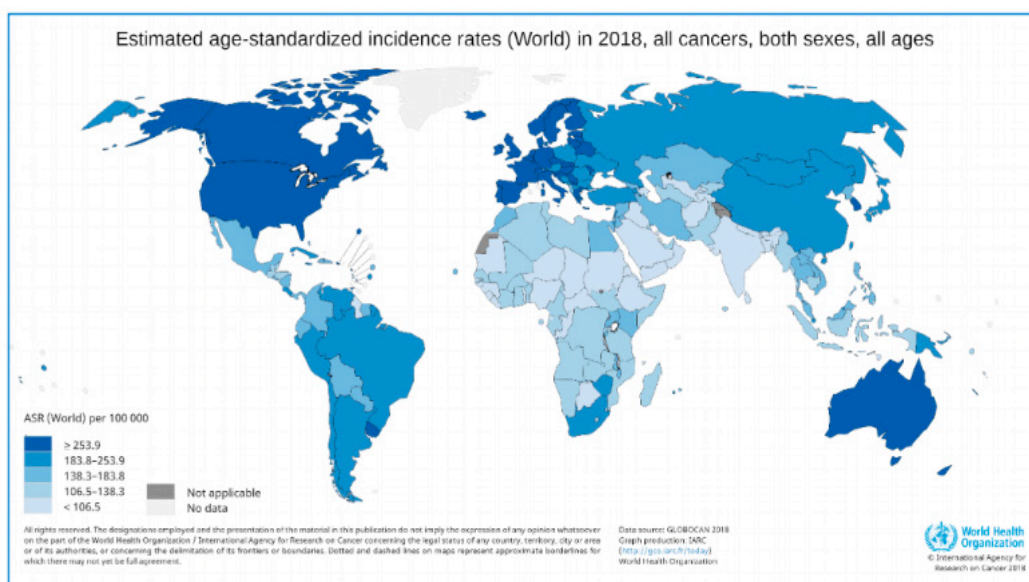 Estimated age-standardized incidence rates (World) in 2018, all cancers, both sexes, all ages
ASR (World) per 100 000
≥ 253.9
183.8–253.9
138.3–183.8
106.5–138.3
< 106.5
Not applicable
No data
All rights reserved. The designations employed and the presentation of the material in this publication do not imply the expression of any opinion whatsoever
on the part of the World Health Organization / International Agency for Research on Cancer concerning the legal status of any country, territory, city or area
or of its authorities, or concerning the delimitation of its frontiers or boundaries. Dotted and dashed lines on maps represent approximate borderlines for
which there may not yet be full agreement.
Data source: GLOBOCAN 2018
Graph production: IARC
(http://gco.iarc.fr/today)
World Health Organization
World Health
Organization
© International Agency for
Research on Cancer 2018